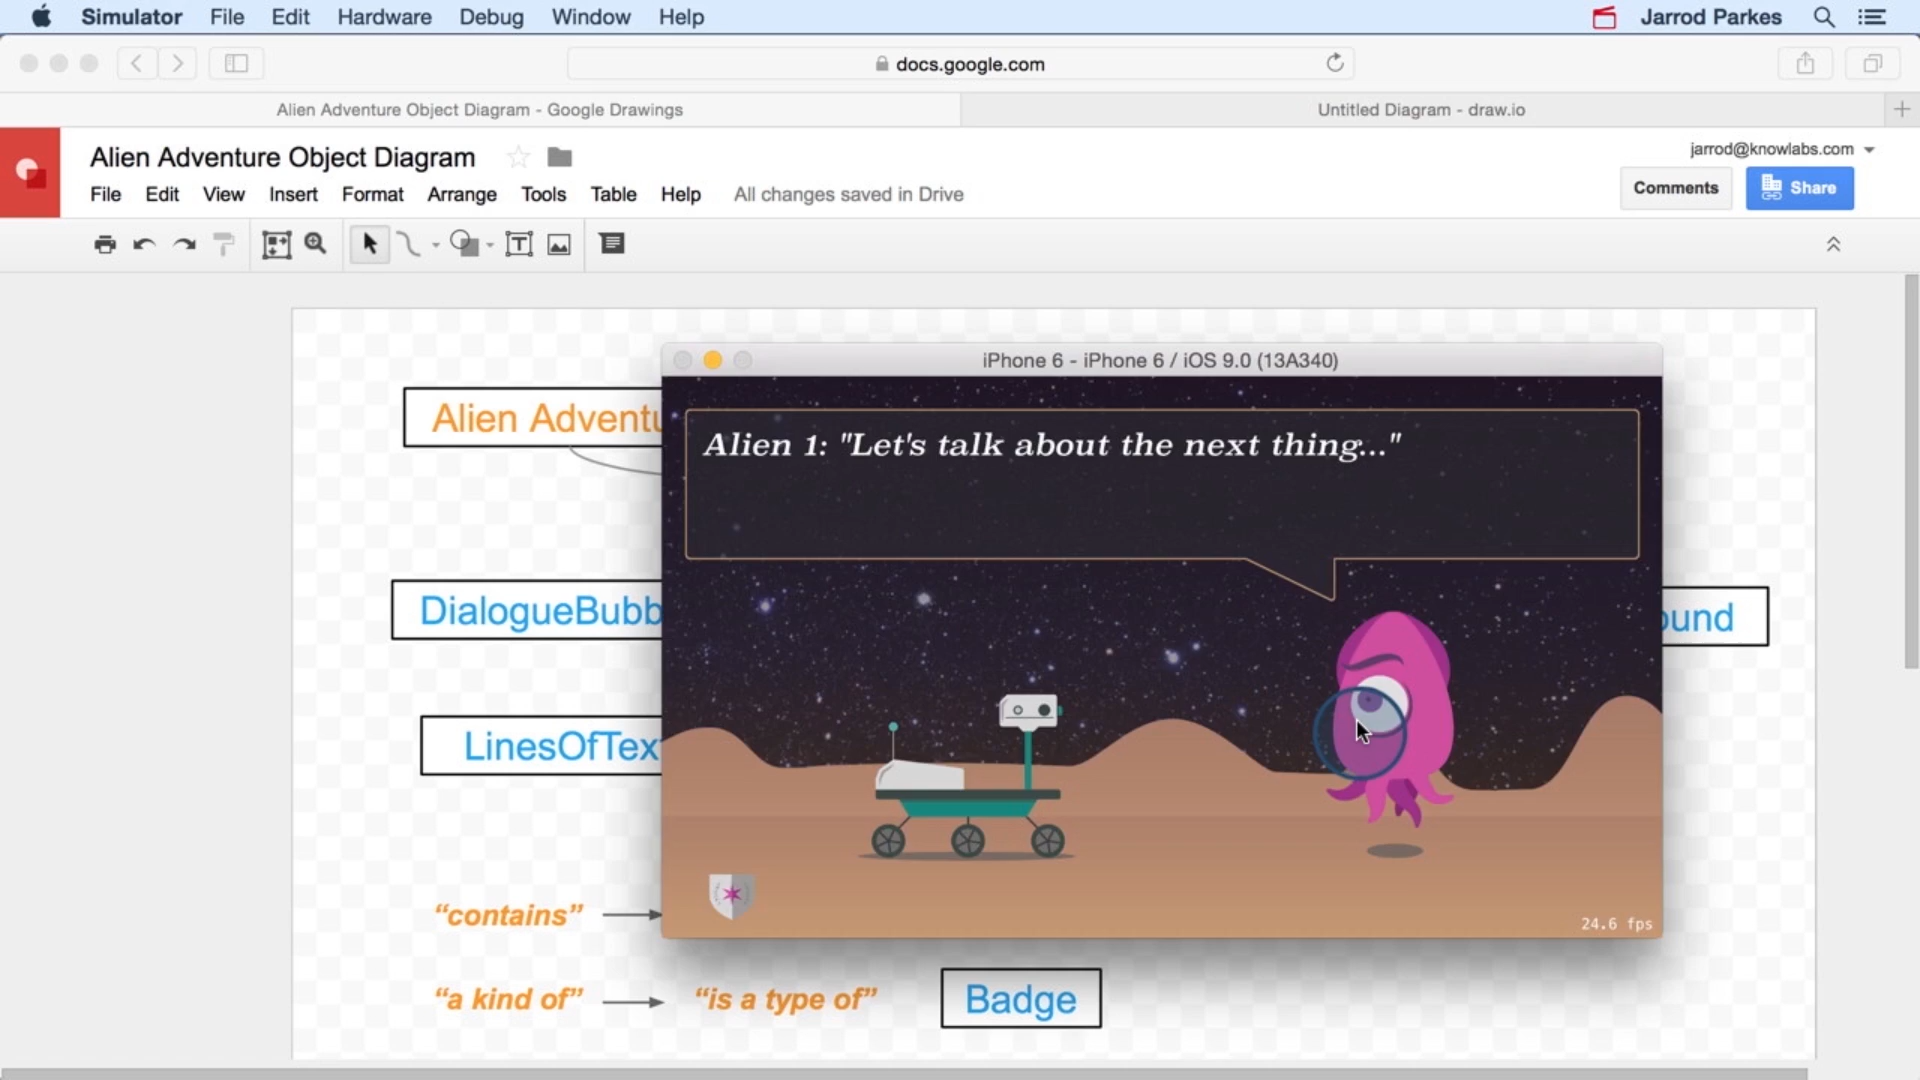 Simulator File Edit Hardware Debug Window Help Jarrod Parkes
docs.google.com
Alien Adventure Object Diagram - Google Drawings Untitled Diagram - draw.io
Alien Adventure Object Diagram
jarrod@knowlabs.com
File Edit View Insert Format Arrange Tools Table Help All changes saved in Drive
Comments Share
iPhone 6 - iPhone 6 / iOS 9.0 (13A340)
Alien Adventu
Alien 1: "Let's talk about the next thing..."
DialogueBubb
ound
LinesOfTex
“contains”
24.6 fps
“a kind of” “is a type of” Badge